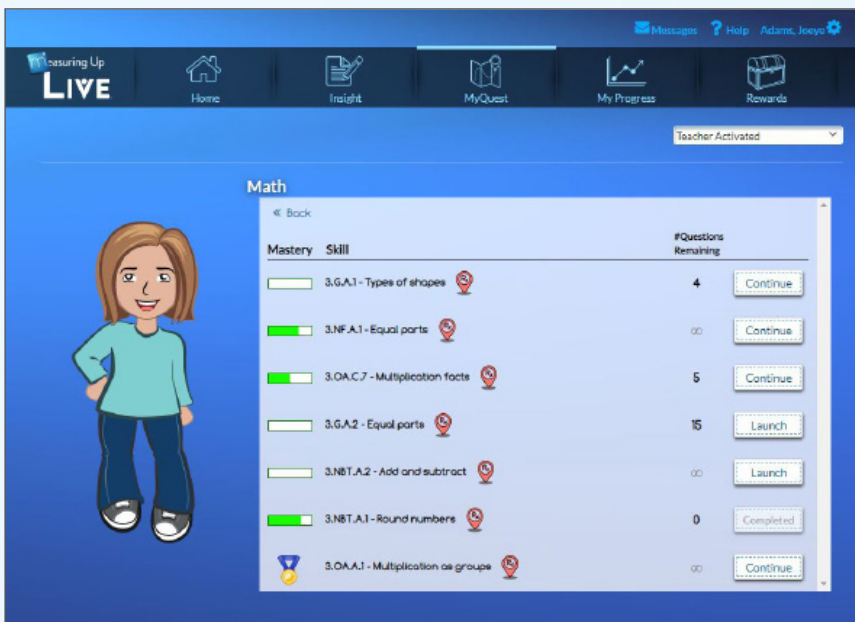 Messages ? Help Adams, Joeye
Measuring Up
LIVE
Home
Insight
MyQuest
My Progress
Rewards
Teacher Activated
Math
« Back
Mastery Skill #Questions
Remaining
3.G.A.1 - Types of shapes 4 Continue
3.NF.A.1 - Equal parts ∞ Continue
3.OA.C.7 - Multiplication facts 5 Continue
3.G.A.2 - Equal parts 15 Launch
3.NBT.A.2 - Add and subtract ∞ Launch
3.NBT.A.1 - Round numbers 0 Completed
3.OA.A.1 - Multiplication as groups ∞ Continue